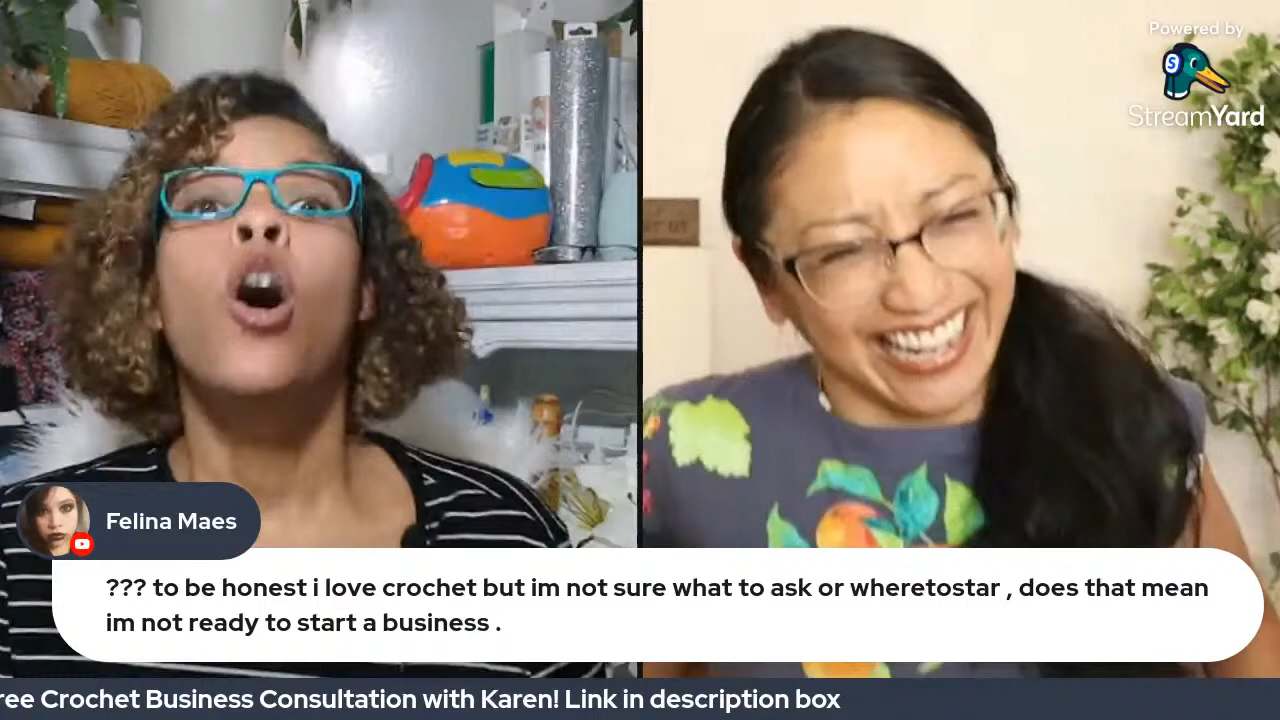 Powered by
StreamYard
Felina Maes
??? to be honest i love crochet but im not sure what to ask or wheretostar , does that mean
im not ready to start a business .
ree Crochet Business Consultation with Karen! Link in description box